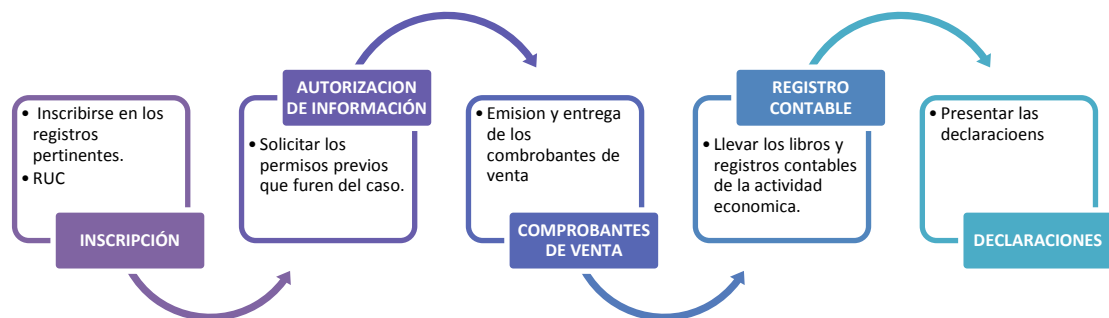 • Inscribirse en los
registros
pertinentes.
• RUC
INSCRIPCIÓN
AUTORIZACION
DE INFORMACIÓN
• Solicitar los
permisos previos
que furen del caso.
• Emision y entrega
de los
combrobantes de
venta
COMPROBANTES
DE VENTA
REGISTRO
CONTABLE
• Llevar los libros y
registros contables
de la actividad
economica.
• Presentar las
declaracioens
DECLARACIONES